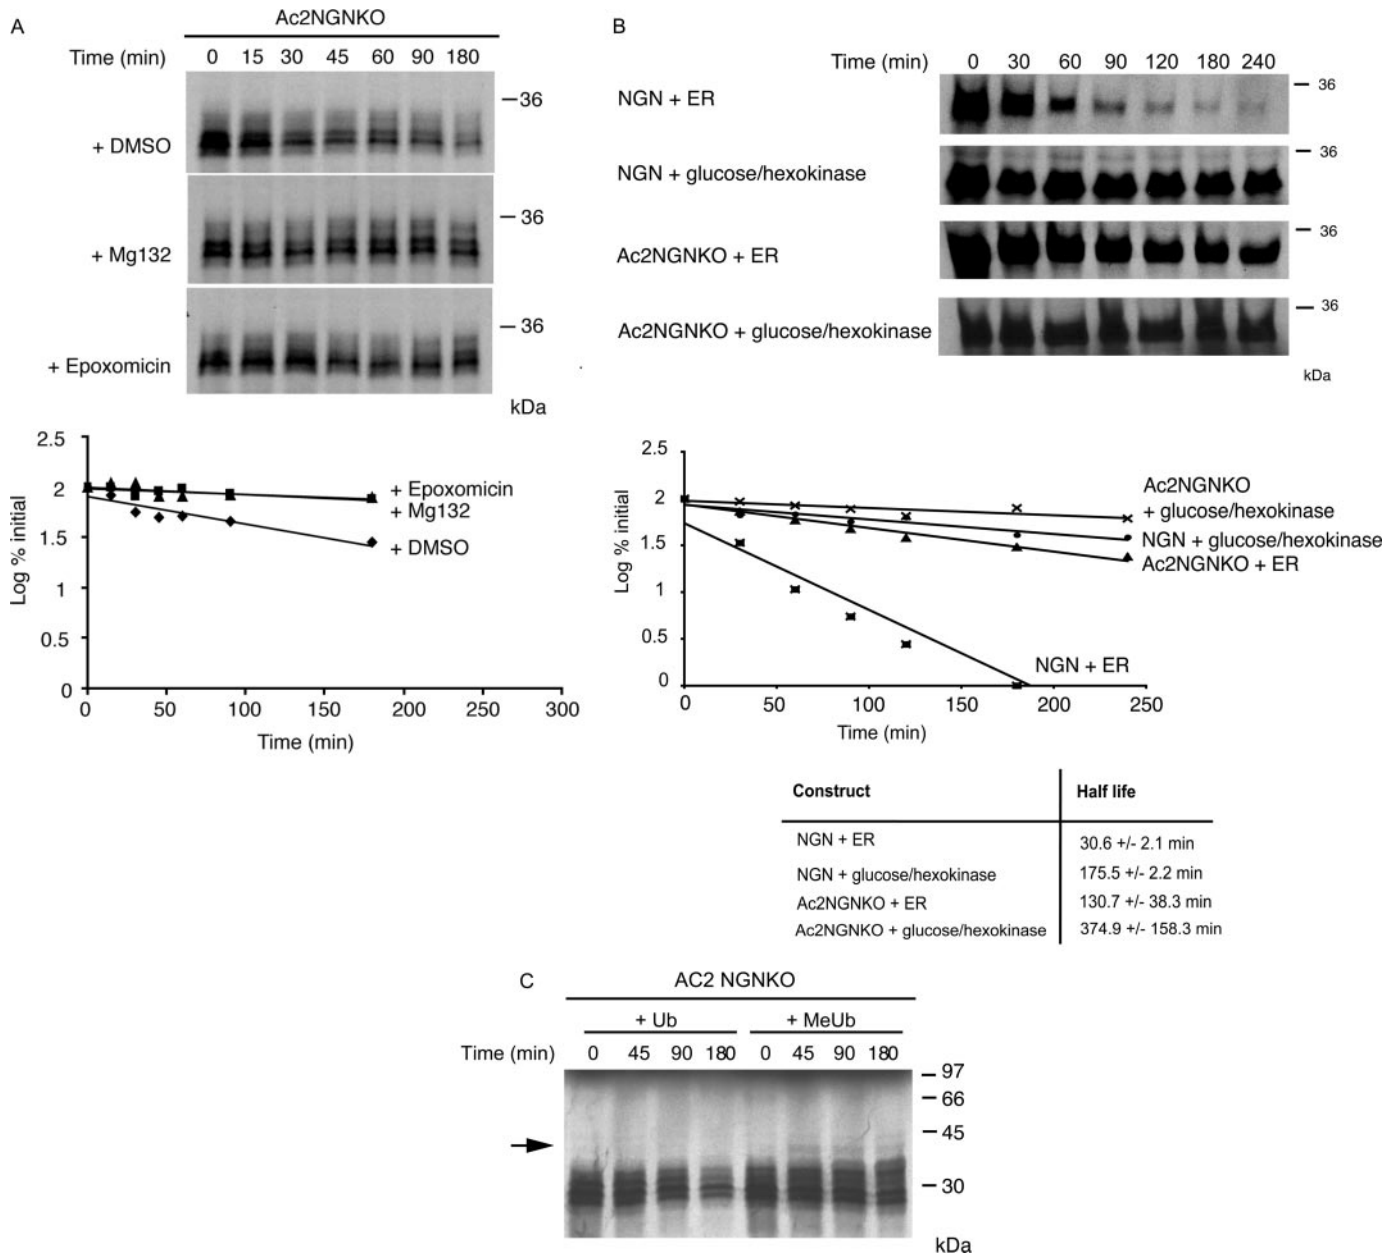 A
Ac2NGNKO
Time (min) 0 15 30 45 60 90 180
36
+ DMSO
36
+ Mg132
36
+ Epoxomicin
kDa
2.5
2
1.5
1
0.5
0
Log % initial
+ Epoxomicin
+ Mg132
+ DMSO
0 50 100 150 200 250 300
Time (min)
B
Time (min) 0 30 60 90 120 180 240
NGN + ER
36
NGN + glucose/hexokinase
36
Ac2NGNKO + ER
36
Ac2NGNKO + glucose/hexokinase
36
kDa
2.5
2
1.5
1
0.5
0
Log % initial
Ac2NGNKO
+ glucose/hexokinase
NGN + glucose/hexokinase
Ac2NGNKO + ER
NGN + ER
0 50 100 150 200 250
Time (min)
Construct Half life
NGN + ER 30.6 +/- 2.1 min
NGN + glucose/hexokinase 175.5 +/- 2.2 min
Ac2NGNKO + ER 130.7 +/- 38.3 min
Ac2NGNKO + glucose/hexokinase 374.9 +/- 158.3 min
C
AC2 NGNKO
+ Ub + MeUb
Time (min) 0 45 90 180 0 45 90 180
97
66
45
30
kDa